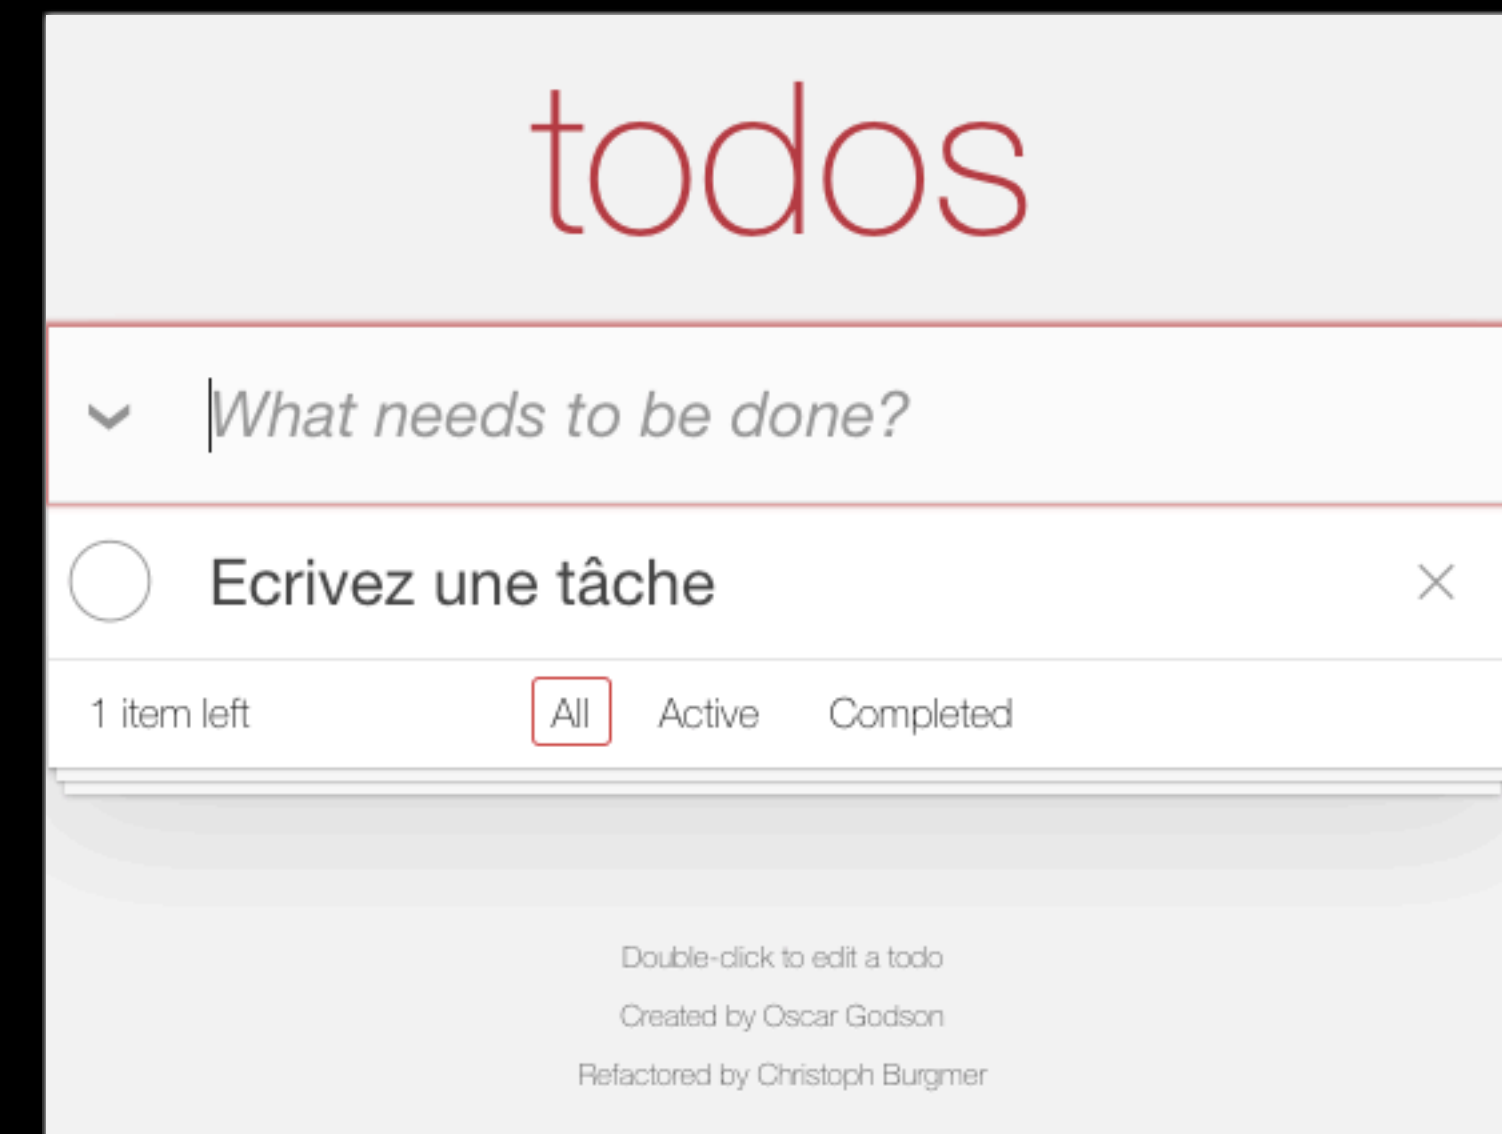 todos
What needs to be done?
Ecrivez une tâche
1 item left All Active Completed
Double-click to edit a todo
Created by Oscar Godson
Refactored by Christoph Burgmer